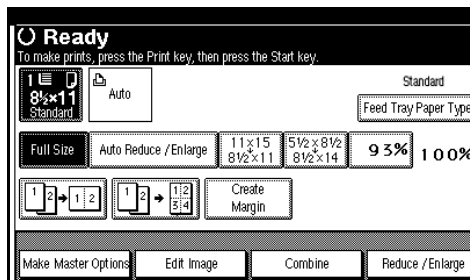 Ready
To make prints, press the Print key, then press the Start key.
1
8½×11
Standard
Auto
Standard
Feed Tray Paper Type
Full Size
Auto Reduce / Enlarge
11×15
8½×11
5½×8½
8½×14
93%
100%
1 2 → 1 2
1 2 → 1 2 3 4
Create
Margin
Make Master Options
Edit Image
Combine
Reduce / Enlarge